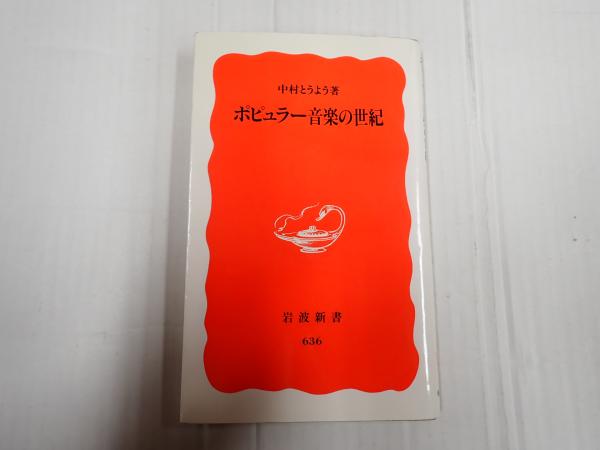 中村とうよう著
ポピュラー音楽の世紀
岩波新書
636